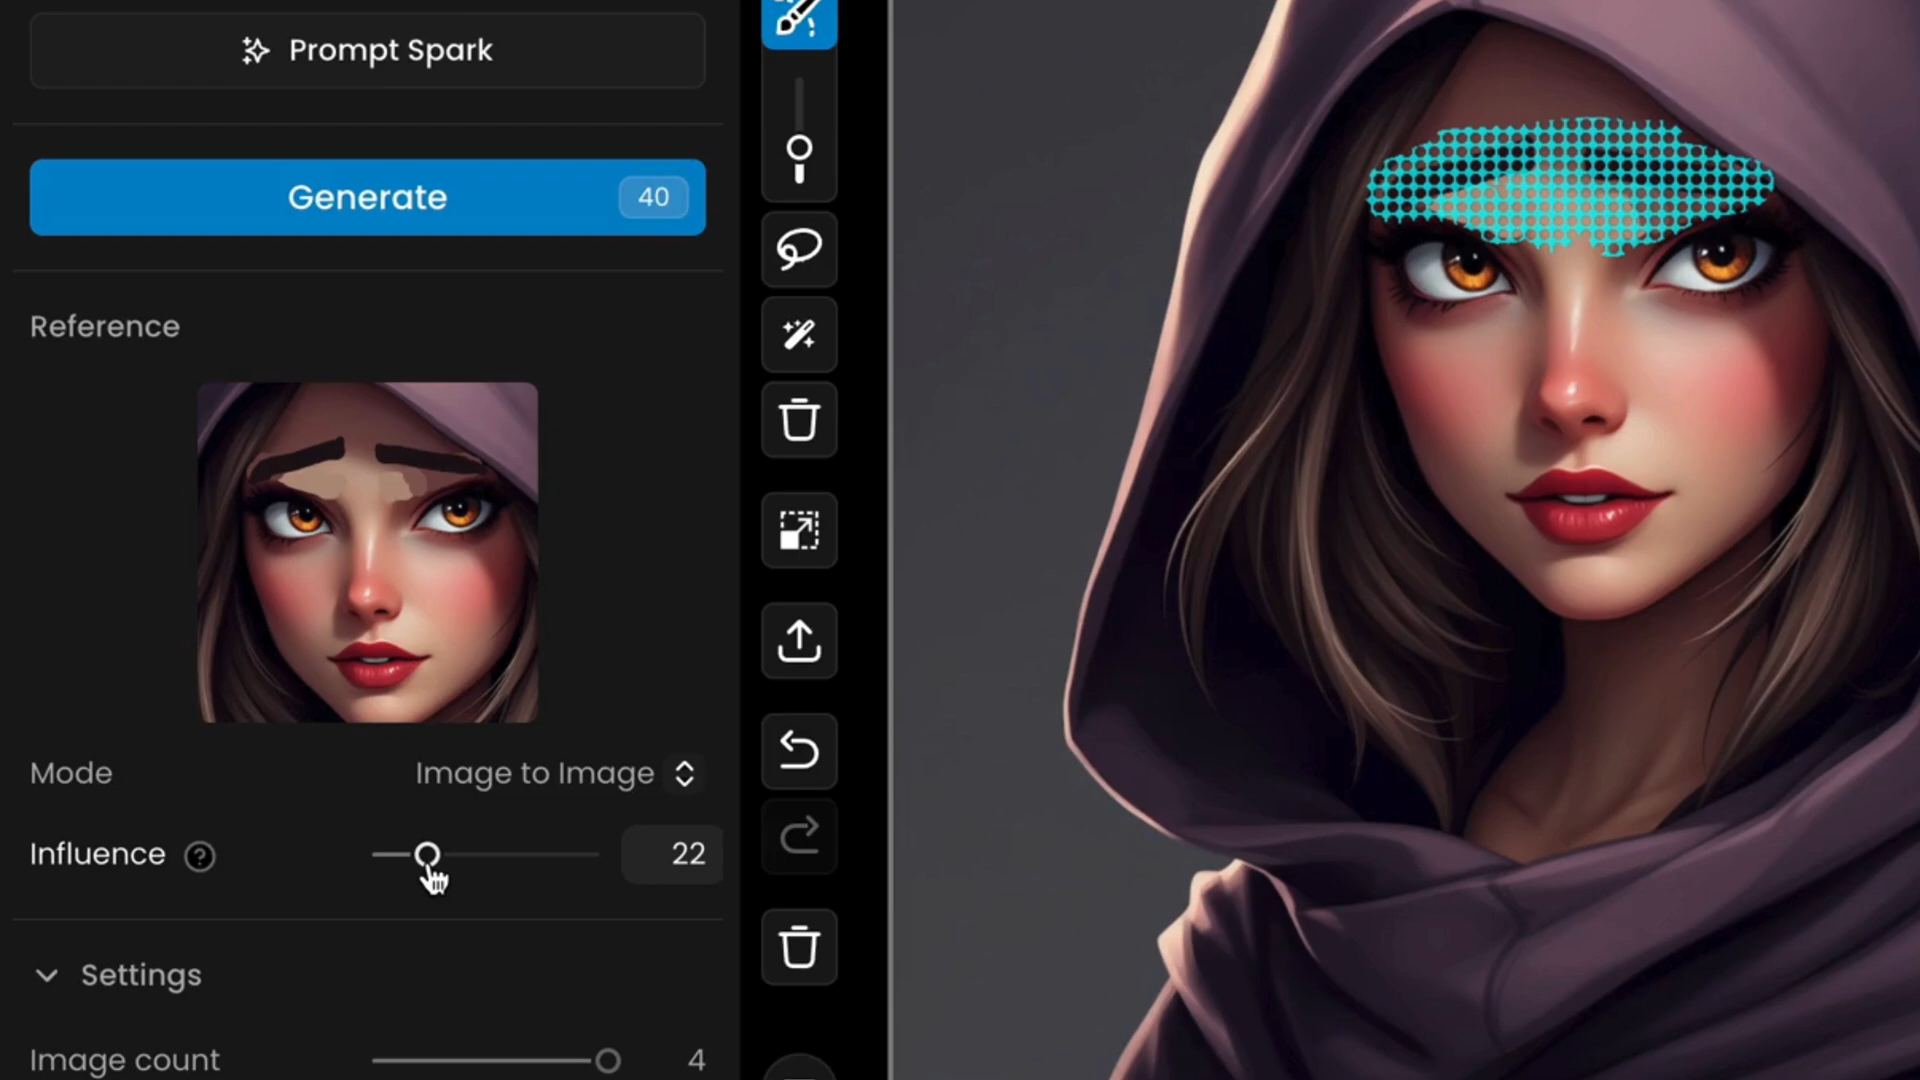 Prompt Spark
Generate 40
Reference
Mode Image to Image
Influence ? 22
Settings
Image count 4